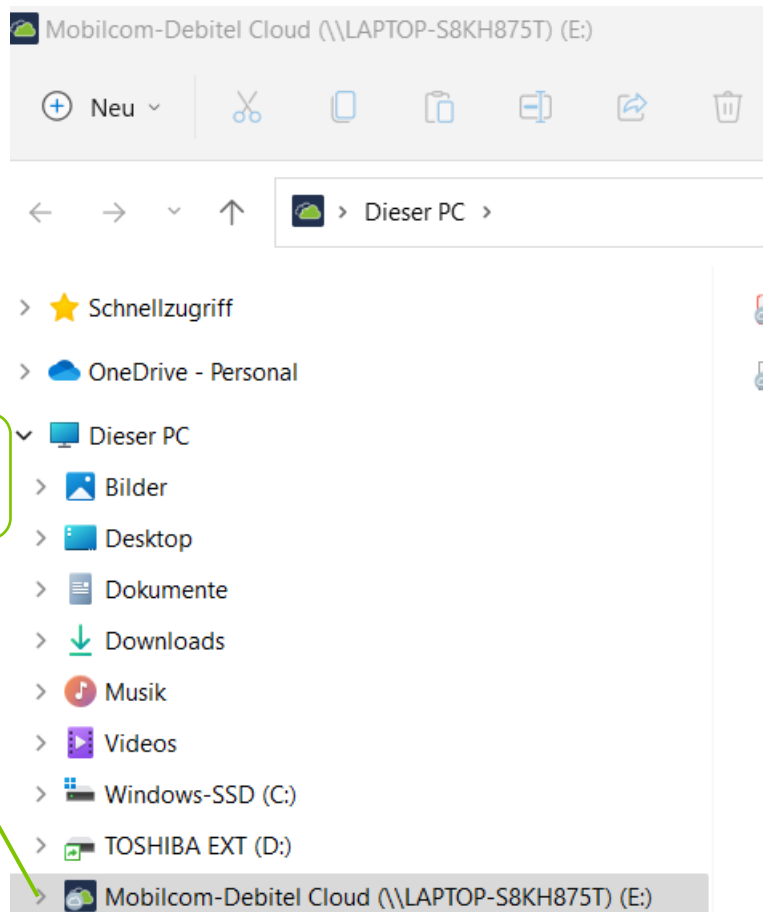 Mobilcom-Debitel Cloud (\\LAPTOP-S8KH875T) (E:)
Neu
Dieser PC
Schnellzugriff
OneDrive - Personal
Dieser PC
Bilder
Desktop
Dokumente
Downloads
Musik
Videos
Windows-SSD (C:)
TOSHIBA EXT (D:)
Mobilcom-Debitel Cloud (\\LAPTOP-S8KH875T) (E:)